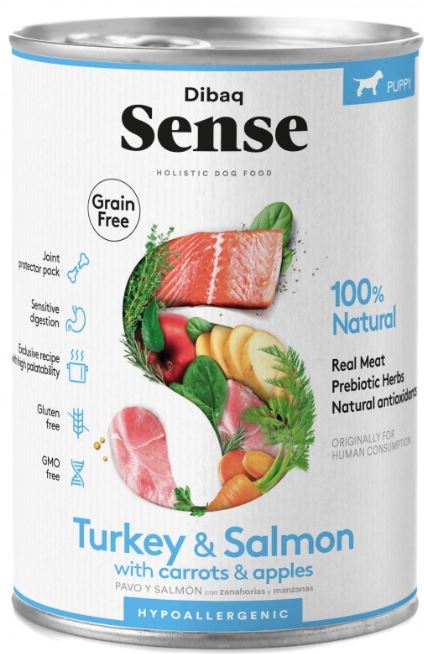 PUPPY
Dibaq
Sense
HOLISTIC DOG FOOD
Grain
Free
Joint
protector pack
Sensitive
digestion
Exclusive recipe
with high palatability
Gluten
free
GMO
free
100%
Natural
Real Meat
Prebiotic Herbs
Natural antioxidants
ORIGINALLY FOR
HUMAN CONSUMPTION
Turkey & Salmon
with carrots & apples
PAVO Y SALMÓN con zanahorias y manzanas
HYPOALLERGENIC